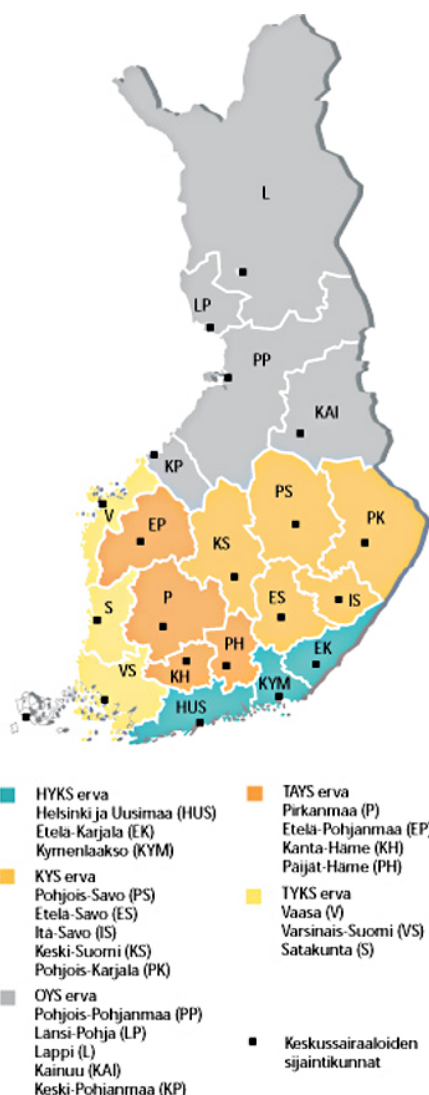 L
LP
PP
KAI
KP
PS
V
EP
KS
PK
P
ES
IS
S
PH
EK
VS
KH
KYM
HUS
HYKS erva
Helsinki ja Uusimaa (HUS)
Etelä-Karjala (EK)
Kymenlaakso (KYM)
KYS erva
Pohjois-Savo (PS)
Etelä-Savo (ES)
Itä-Savo (IS)
Keski-Suomi (KS)
Pohjois-Karjala (PK)
OYS erva
Pohjois-Pohjanmaa (PP)
Länsi-Pohja (LP)
Lappi (L)
Kainuu (KAI)
Keski-Pohjanmaa (KP)
TAYS erva
Pirkanmaa (P)
Etelä-Pohjanmaa (EP)
Kanta-Häme (KH)
Päijät-Häme (PH)
TYKS erva
Vaasa (V)
Varsinais-Suomi (VS)
Satakunta (S)
Keskussairaaloiden
sijaintikunnat